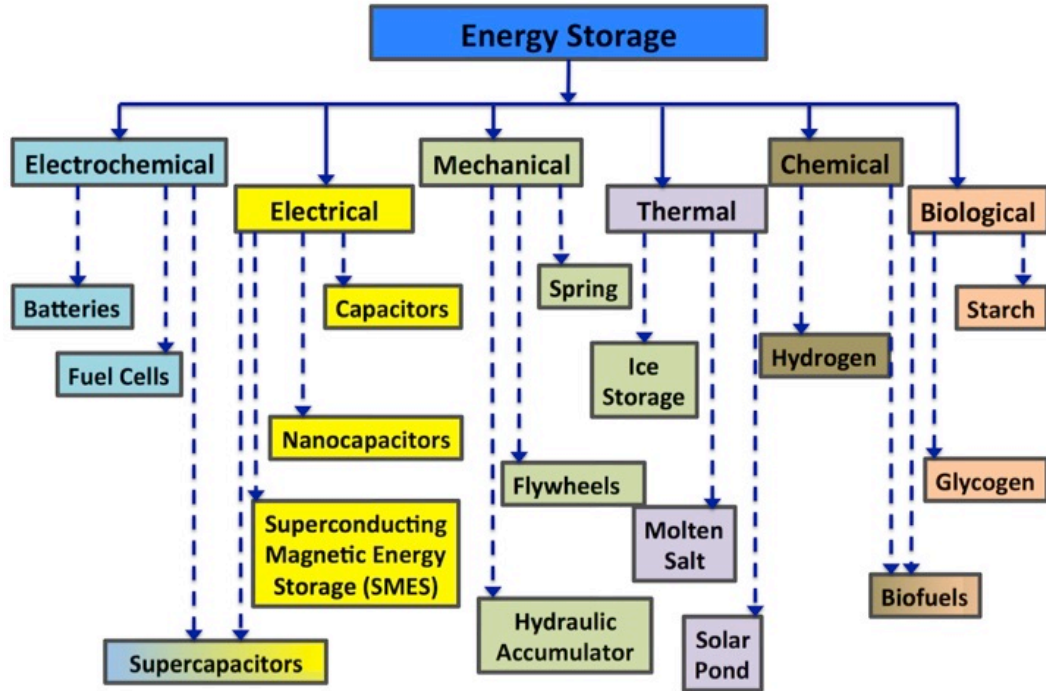 Energy Storage
Electrochemical
Mechanical
Chemical
Electrical
Thermal
Biological
Batteries
Capacitors
Spring
Starch
Fuel Cells
Ice
Storage
Hydrogen
Nanocapacitors
Flywheels
Glycogen
Superconducting
Magnetic Energy
Storage (SMES)
Molten
Salt
Biofuels
Hydraulic
Accumulator
Solar
Pond
Supercapacitors